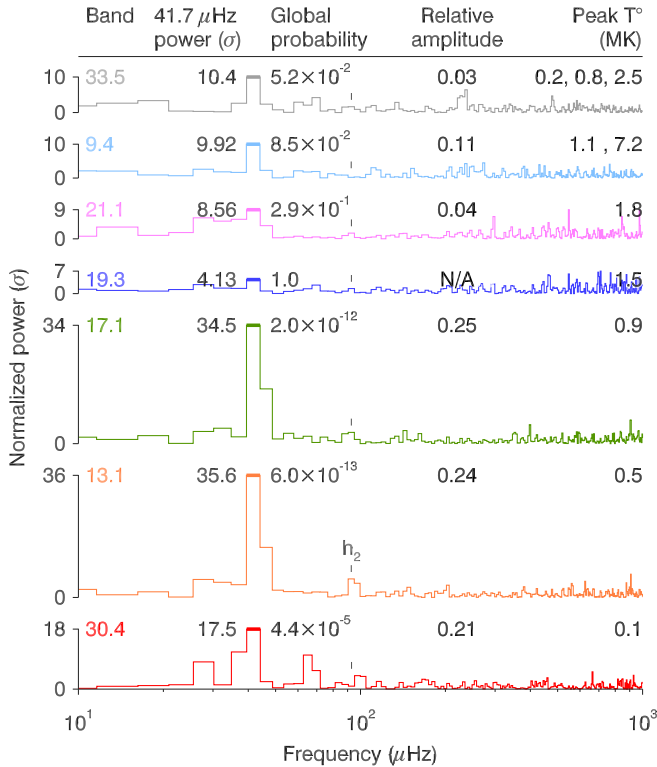 Band 41.7 μHz power (σ) Global probability Relative amplitude Peak T° (MK)
10 33.5 10.4 5.2×10⁻² 0.03 0.2, 0.8, 2.5
0
10 9.4 9.92 8.5×10⁻² 0.11 1.1 , 7.2
0
9 21.1 8.56 2.9×10⁻¹ 0.04 1.8
0
7
19.3 4.13 1.0 N/A 1.5
0
34 17.1 34.5 2.0×10⁻¹² 0.25 0.9
0
36 13.1 35.6 6.0×10⁻¹³ 0.24 0.5
h₂
0
18 30.4 17.5 4.4×10⁻⁵ 0.21 0.1
0
10¹ 10² 10³
Frequency (μHz)
Normalized power (σ)